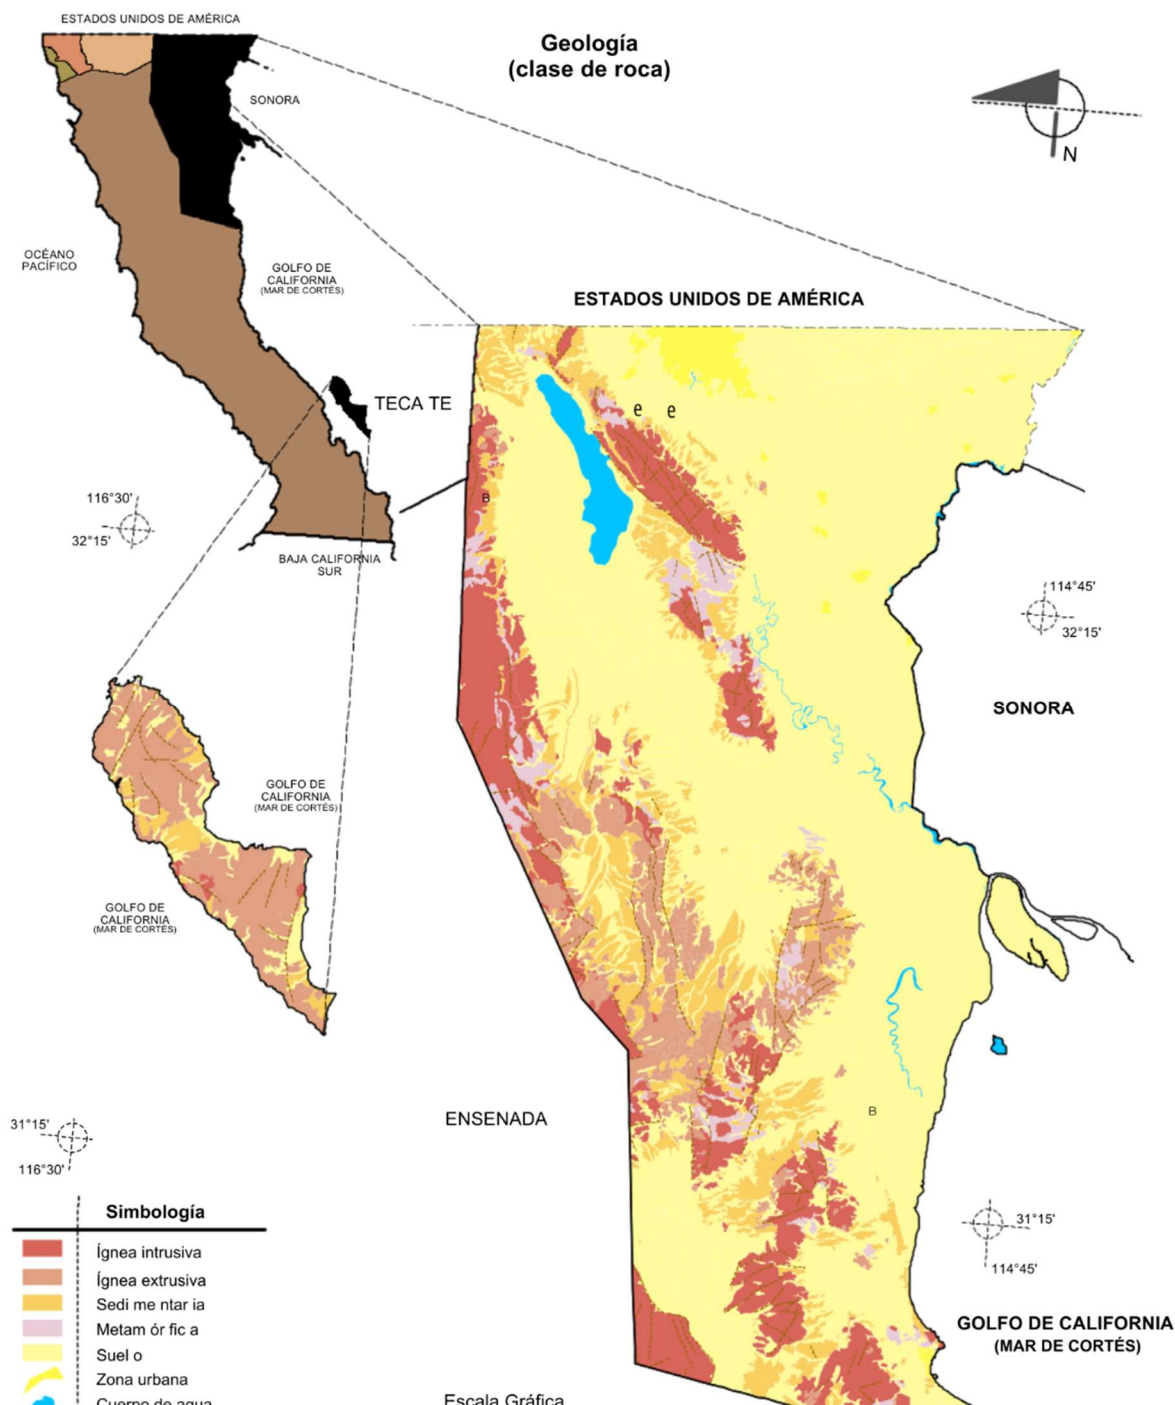 ESTADOS UNIDOS DE AMÉRICA
Geología
(clase de roca)
SONORA
N
OCÉANO
PACÍFICO
GOLFO DE
CALIFORNIA
(MAR DE CORTÉS)
ESTADOS UNIDOS DE AMÉRICA
TECA TE
e e
B
116°30'
32°15'
BAJA CALIFORNIA
SUR
114°45'
32°15'
SONORA
GOLFO DE
CALIFORNIA
(MAR DE CORTÉS)
GOLFO DE
CALIFORNIA
(MAR DE CORTÉS)
ENSENADA
B
31°15'
116°30'
31°15'
114°45'
Simbología
Ígnea intrusiva
Ígnea extrusiva
Sedi me ntar ia
Metam ór fic a
Suel o
Zona urbana
Cuerpo de agua
GOLFO DE CALIFORNIA
(MAR DE CORTÉS)
Escala Gráfica